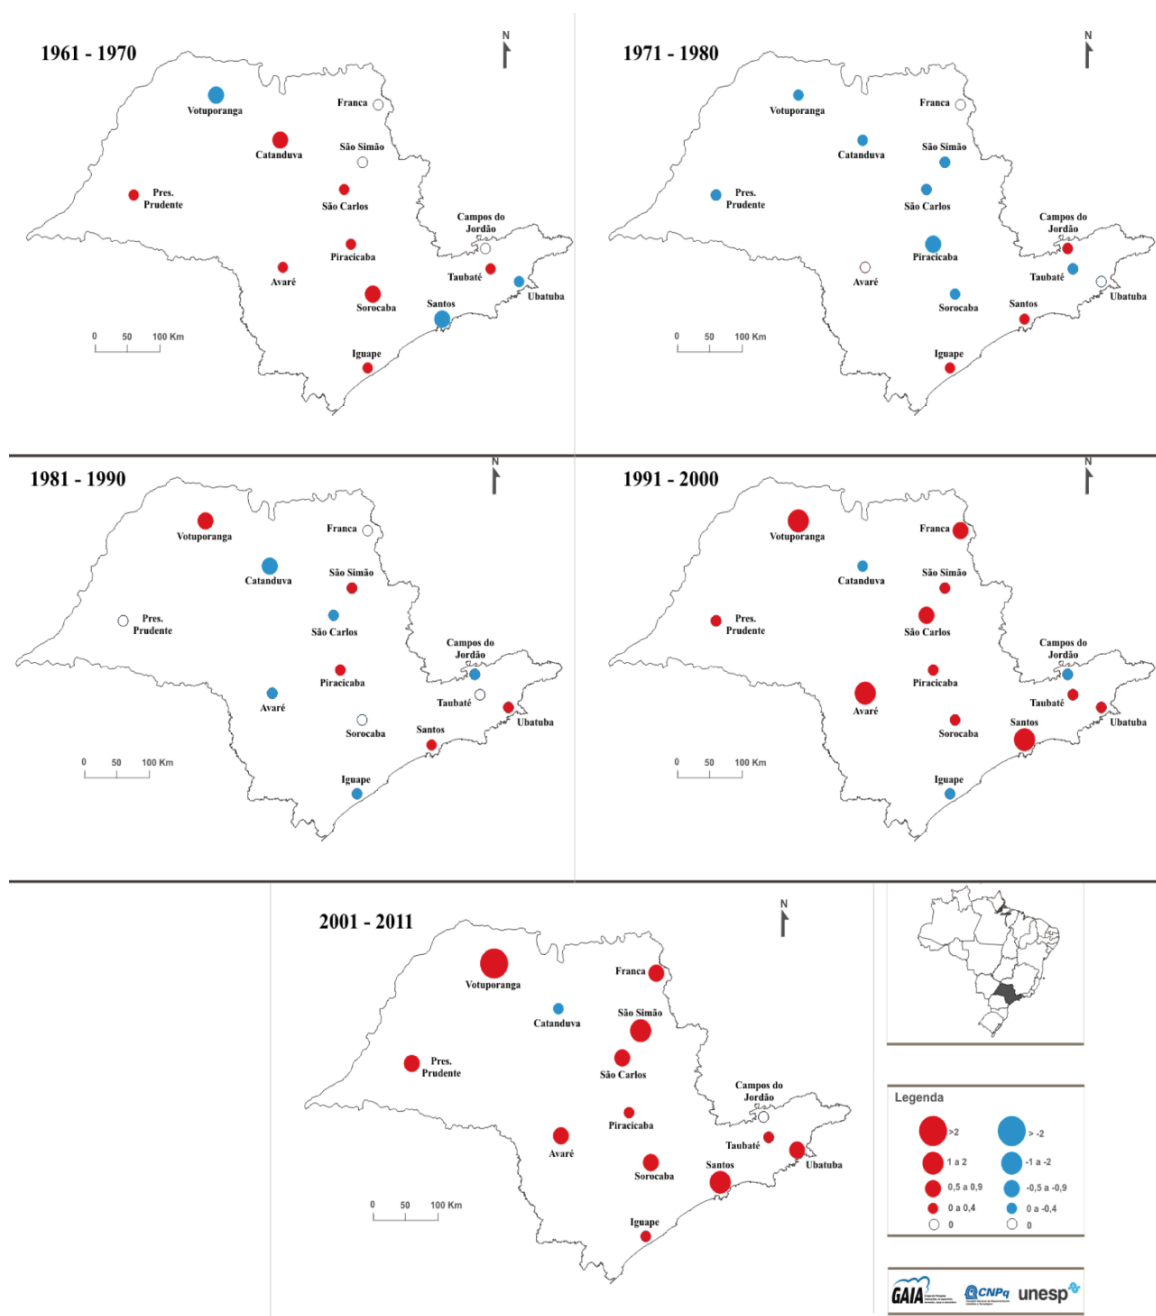 1961 - 1970
N
Votuporanga
Franca
Catanduva
São Simão
Pres.
Prudente
São Carlos
Campos do
Jordão
Piracicaba
Avaré
Taubaté
Ubatuba
Sorocaba
Santos
Iguape
0 50 100 Km
1971 - 1980
N
Votuporanga
Franca
Catanduva
São Simão
Pres.
Prudente
São Carlos
Campos do
Jordão
Piracicaba
Avaré
Taubaté
Ubatuba
Sorocaba
Santos
Iguape
0 50 100 Km
1981 - 1990
N
Votuporanga
Franca
Catanduva
São Simão
Pres.
Prudente
São Carlos
Campos do
Jordão
Piracicaba
Avaré
Taubaté
Ubatuba
Sorocaba
Santos
Iguape
0 50 100 Km
1991 - 2000
N
Votuporanga
Franca
Catanduva
São Simão
Pres.
Prudente
São Carlos
Campos do
Jordão
Piracicaba
Avaré
Taubaté
Ubatuba
Sorocaba
Santos
Iguape
0 50 100 Km
2001 - 2011
N
Votuporanga
Franca
Catanduva
São Simão
Pres.
Prudente
São Carlos
Campos do
Jordão
Piracicaba
Avaré
Taubaté
Ubatuba
Sorocaba
Santos
Iguape
0 50 100 Km
Legenda
>2 > -2
1 a 2 -1 a -2
0,5 a 0,9 -0,5 a -0,9
0 a 0,4 0 a -0,4
0 0
GAIA CNPq unesp